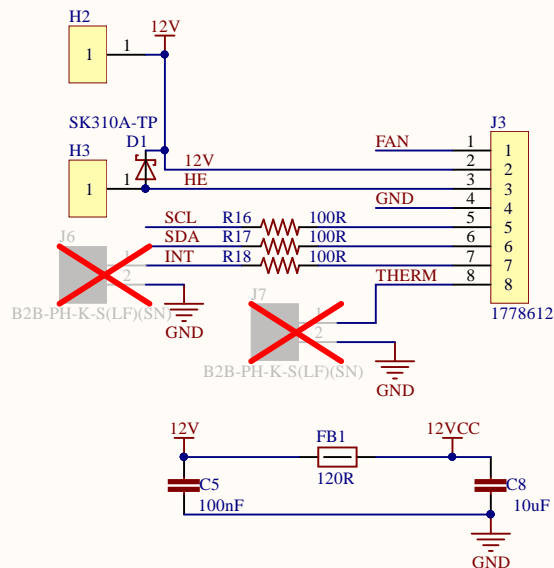 H2
12V
1
1
SK310A-TP
D1
J3
H3
FAN
1
1
12V
2
2
1
1
HE
3
3
GND
4
4
SCL
R16
100R
5
5
J6
SDA
R17
100R
6
6
1
INT
R18
100R
7
7
2
THERM
8
8
B2B-PH-K-S(LF)(SN)
GND
J7
1
2
1778612
B2B-PH-K-S(LF)(SN)
GND
12V
FB1
12VCC
C5
120R
C8
100nF
10uF
GND